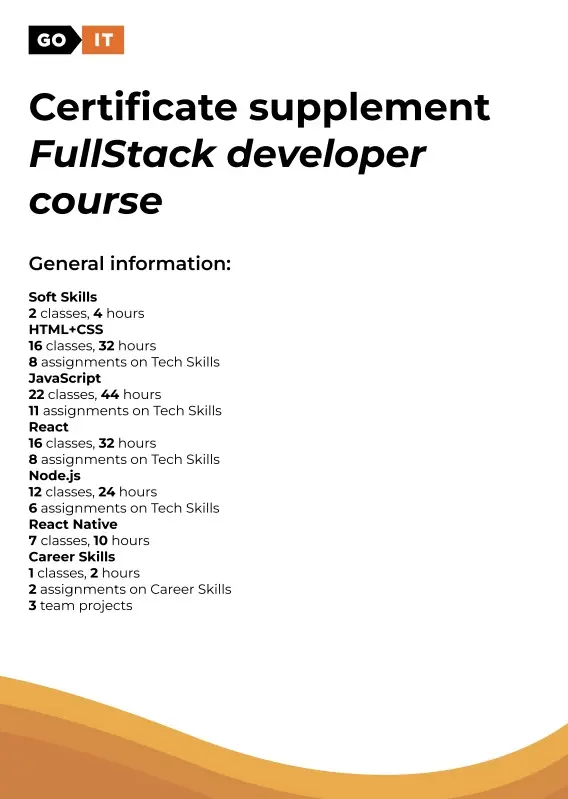 GO IT
Certificate supplement
FullStack developer
course
General information:
Soft Skills
2 classes, 4 hours
HTML+CSS
16 classes, 32 hours
8 assignments on Tech Skills
JavaScript
22 classes, 44 hours
11 assignments on Tech Skills
React
16 classes, 32 hours
8 assignments on Tech Skills
Node.js
12 classes, 24 hours
6 assignments on Tech Skills
React Native
7 classes, 10 hours
Career Skills
1 classes, 2 hours
2 assignments on Career Skills
3 team projects